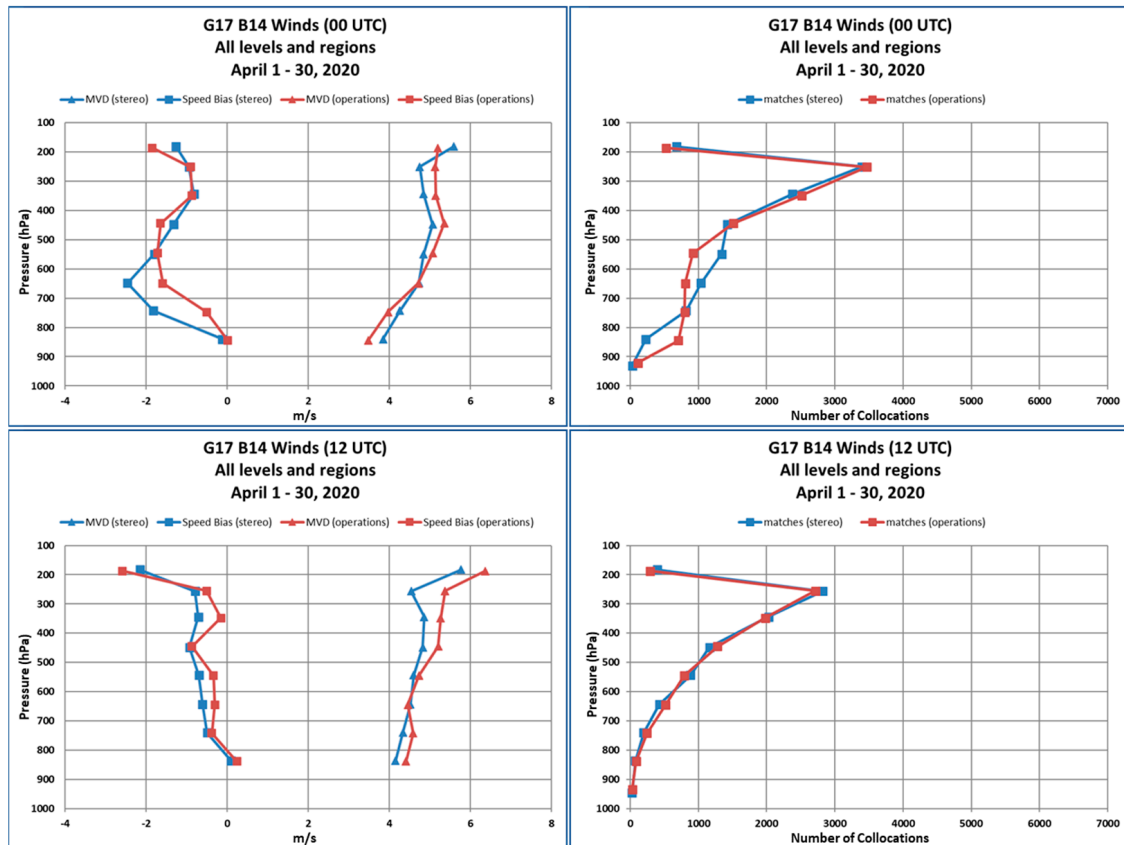 G17 B14 Winds (00 UTC)
All levels and regions
April 1 - 30, 2020
MVD (stereo) Speed Bias (stereo) MVD (operations) Speed Bias (operations)
Pressure (hPa)
100
200
300
400
500
600
700
800
900
1000
-4 -2 0 2 4 6 8
m/s
G17 B14 Winds (00 UTC)
All levels and regions
April 1 - 30, 2020
matches (stereo) matches (operations)
Pressure (hPa)
100
200
300
400
500
600
700
800
900
1000
0 1000 2000 3000 4000 5000 6000 7000
Number of Collocations
G17 B14 Winds (12 UTC)
All levels and regions
April 1 - 30, 2020
MVD (stereo) Speed Bias (stereo) MVD (operations) Speed Bias (operations)
Pressure (hPa)
100
200
300
400
500
600
700
800
900
1000
-4 -2 0 2 4 6 8
m/s
G17 B14 Winds (12 UTC)
All levels and regions
April 1 - 30, 2020
matches (stereo) matches (operations)
Pressure (hPa)
100
200
300
400
500
600
700
800
900
1000
0 1000 2000 3000 4000 5000 6000 7000
Number of Collocations